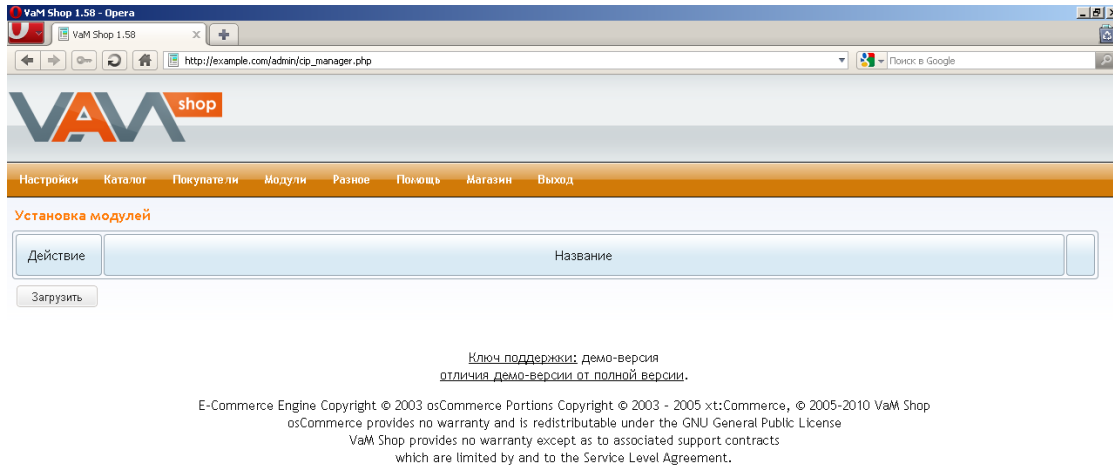 VaM Shop 1.58 - Opera
VaM Shop 1.58
http://example.com/admin/cip_manager.php
Поиск в Google
VAM shop
Настройки Каталог Покупатели Модули Разное Помощь Магазин Выход
Установка модулей
Действие Название
Загрузить
Ключ поддержки: демо-версия
отличия демо-версии от полной версии.
E-Commerce Engine Copyright © 2003 osCommerce Portions Copyright © 2003 - 2005 xt:Commerce, © 2005-2010 VaM Shop
osCommerce provides no warranty and is redistributable under the GNU General Public License
VaM Shop provides no warranty except as to associated support contracts
which are limited by and to the Service Level Agreement.